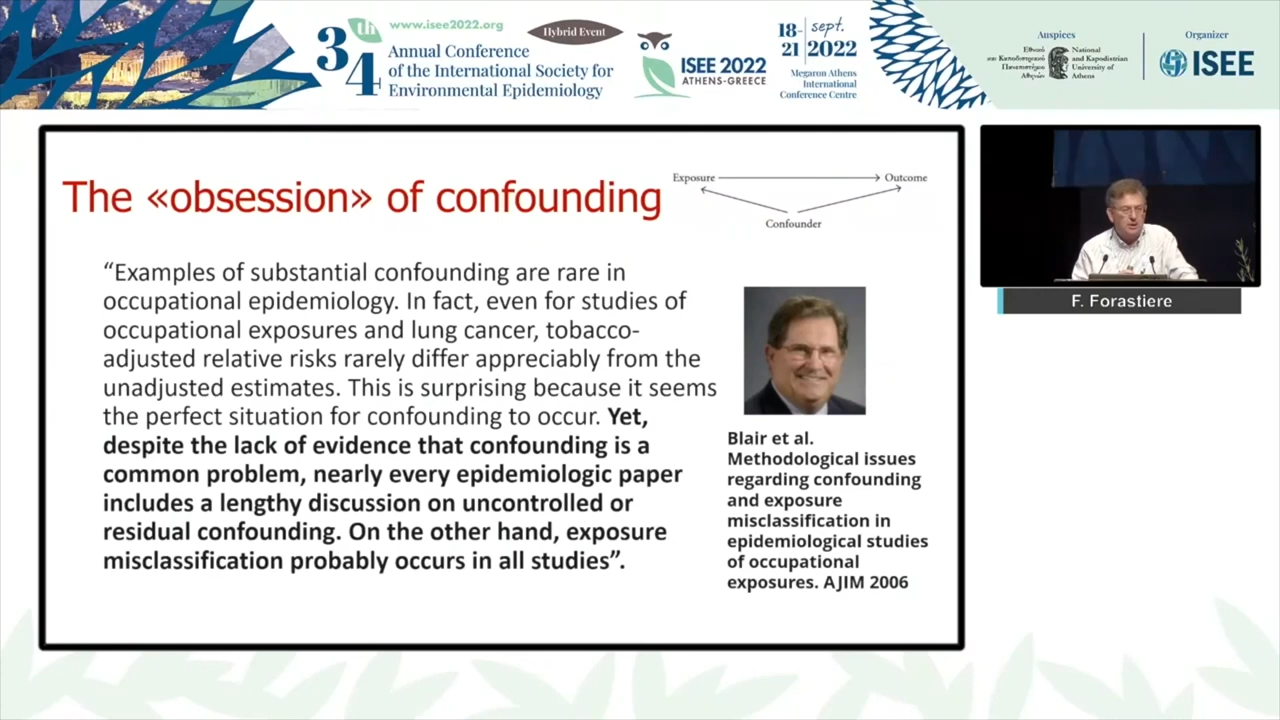 34th
www.isee2022.org
Hybrid Event
Annual Conference
of the International Society for
Environmental Epidemiology
ISEE 2022
ATHENS-GREECE
18-21 sept. 2022
Megaron Athens
International
Conference Centre
Auspices
Εθνικό
και Καποδιστριακό
Πανεπιστήμιο
Αθηνών
National
and Kapodistrian
University of
Athens
Organizer
ISEE
The «obsession» of confounding
Exposure
Outcome
Confounder
“Examples of substantial confounding are rare in
occupational epidemiology. In fact, even for studies of
occupational exposures and lung cancer, tobacco-
adjusted relative risks rarely differ appreciably from the
unadjusted estimates. This is surprising because it seems
the perfect situation for confounding to occur. Yet,
despite the lack of evidence that confounding is a
common problem, nearly every epidemiologic paper
includes a lengthy discussion on uncontrolled or
residual confounding. On the other hand, exposure
misclassification probably occurs in all studies”.
Blair et al.
Methodological issues
regarding confounding
and exposure
misclassification in
epidemiological studies
of occupational
exposures. AJIM 2006
F. Forastiere